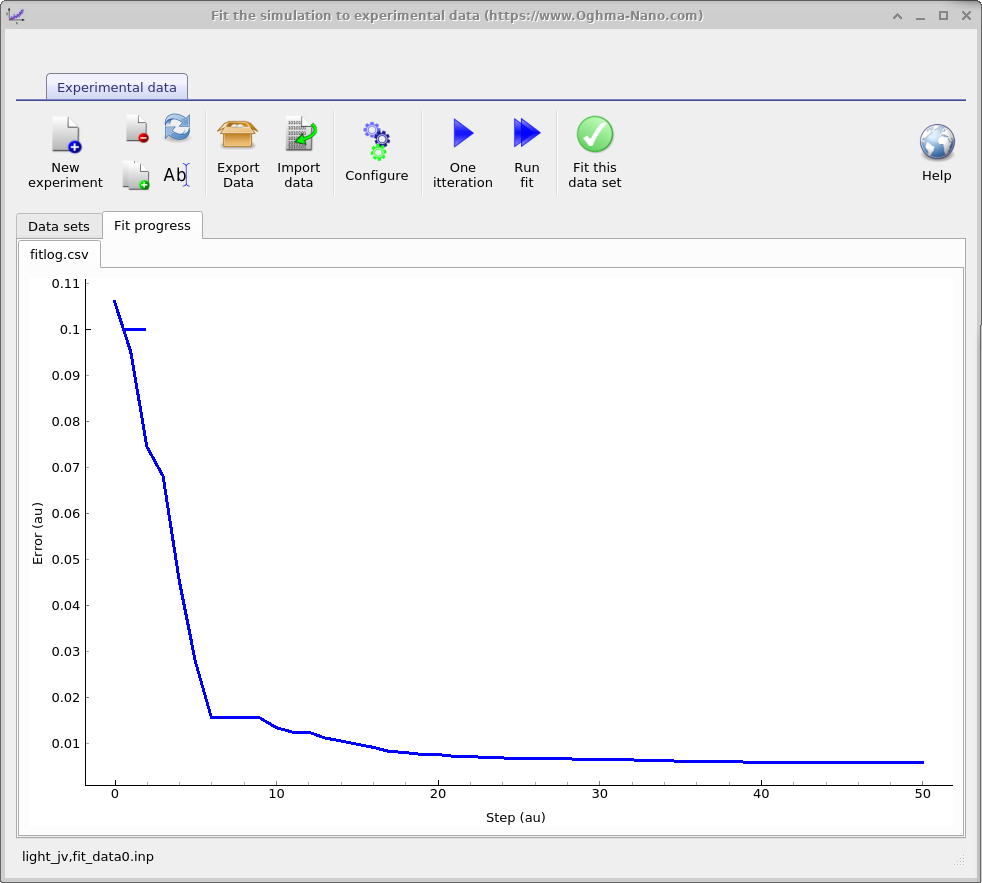 Fit the simulation to experimental data (https://www.Oghma-Nano.com)
Experimental data
New
experiment
Ab
Export
Data
Import
data
Configure
One
itteration
Run
fit
Fit this
data set
Help
Data sets
Fit progress
fitlog.csv
0.11
0.1
0.09
0.08
0.07
0.06
0.05
0.04
0.03
0.02
0.01
Error (au)
0 10 20 30 40 50
Step (au)
light_jv,fit_data0.inp